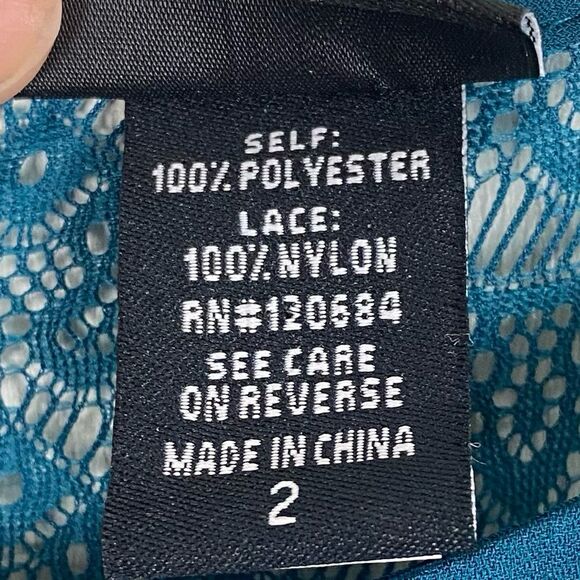 SELF:
100% POLYESTER
LACE:
100% NYLON
RN#120684
SEE CARE
ON REVERSE
MADE IN CHINA
2